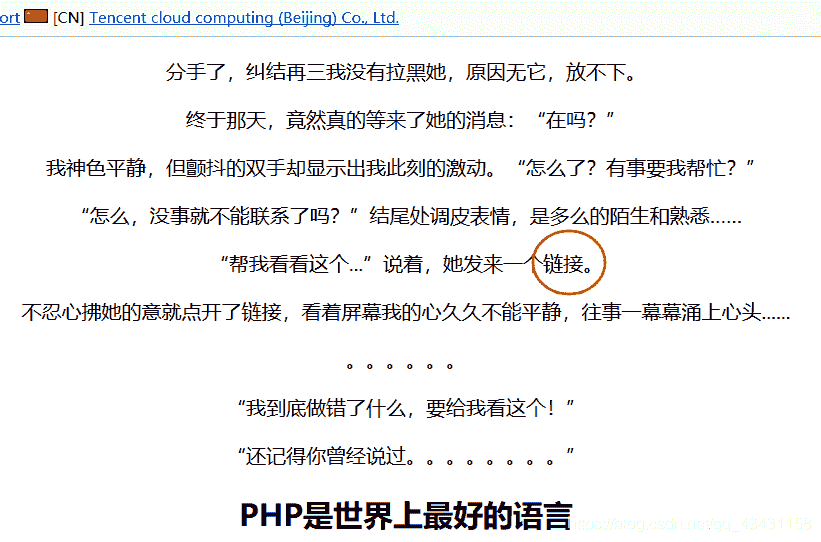 ort [CN] Tencent cloud computing (Beijing) Co., Ltd.
分手了，纠结再三我没有拉黑她，原因无它，放不下。
终于那天，竟然真的等来了她的消息：“在吗？”
我神色平静，但颤抖的双手却显示出我此刻的激动。“怎么了？有事要我帮忙？”
“怎么，没事就不能联系了吗？”结尾处调皮表情，是多么的陌生和熟悉......
“帮我看看这个...”说着，她发来一个链接。
不忍心拂她的意就点开了链接，看着屏幕我的心久久不能平静，往事一幕幕涌上心头......
。。。。。。
“我到底做错了什么，要给我看这个！”
“还记得你曾经说过。。。。。。。。”
PHP是世界上最好的语言
https://blog.csdn.net/qq_43431158